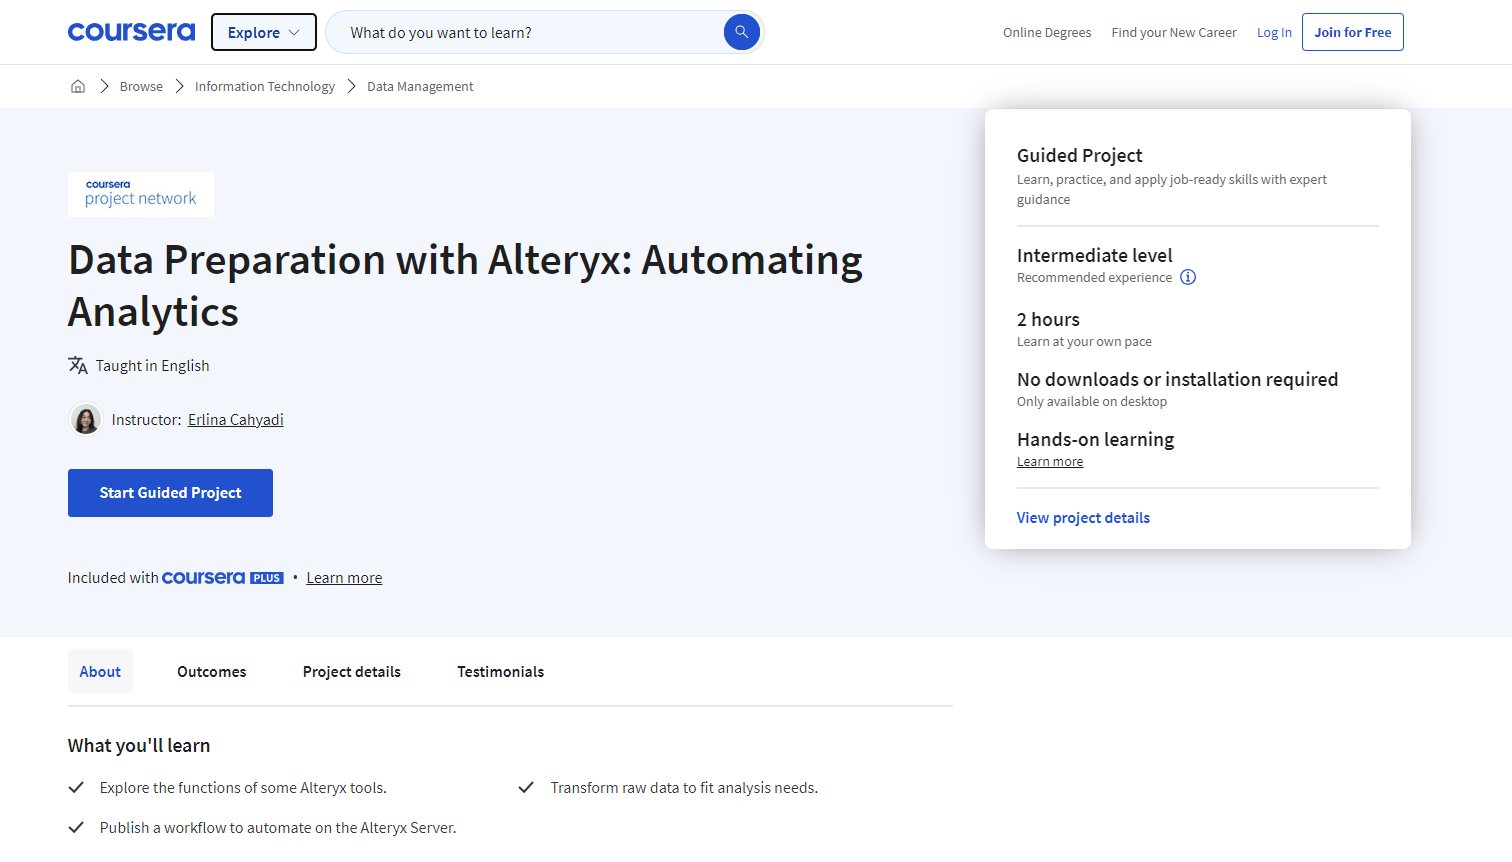 coursera
Explore
What do you want to learn?
Online Degrees
Find your New Career
Log In
Join for Free
Browse
Information Technology
Data Management
coursera
project network
Data Preparation with Alteryx: Automating
Analytics
Taught in English
Instructor: Erlina Cahyadi
Start Guided Project
Included with coursera PLUS • Learn more
Guided Project
Learn, practice, and apply job-ready skills with expert
guidance
Intermediate level
Recommended experience
2 hours
Learn at your own pace
No downloads or installation required
Only available on desktop
Hands-on learning
Learn more
View project details
About
Outcomes
Project details
Testimonials
What you'll learn
Explore the functions of some Alteryx tools.
Transform raw data to fit analysis needs.
Publish a workflow to automate on the Alteryx Server.